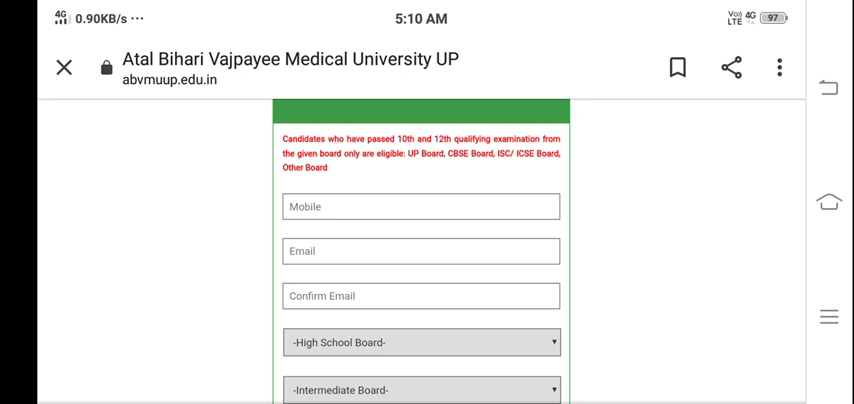 4G 0.90KB/s ··· 5:10 AM Vo)) LTE 4G 97
Atal Bihari Vajpayee Medical University UP
abvmuup.edu.in
Candidates who have passed 10th and 12th qualifying examination from
the given board only are eligible: UP Board, CBSE Board, ISC/ ICSE Board,
Other Board
Mobile
Email
Confirm Email
-High School Board-
-Intermediate Board-